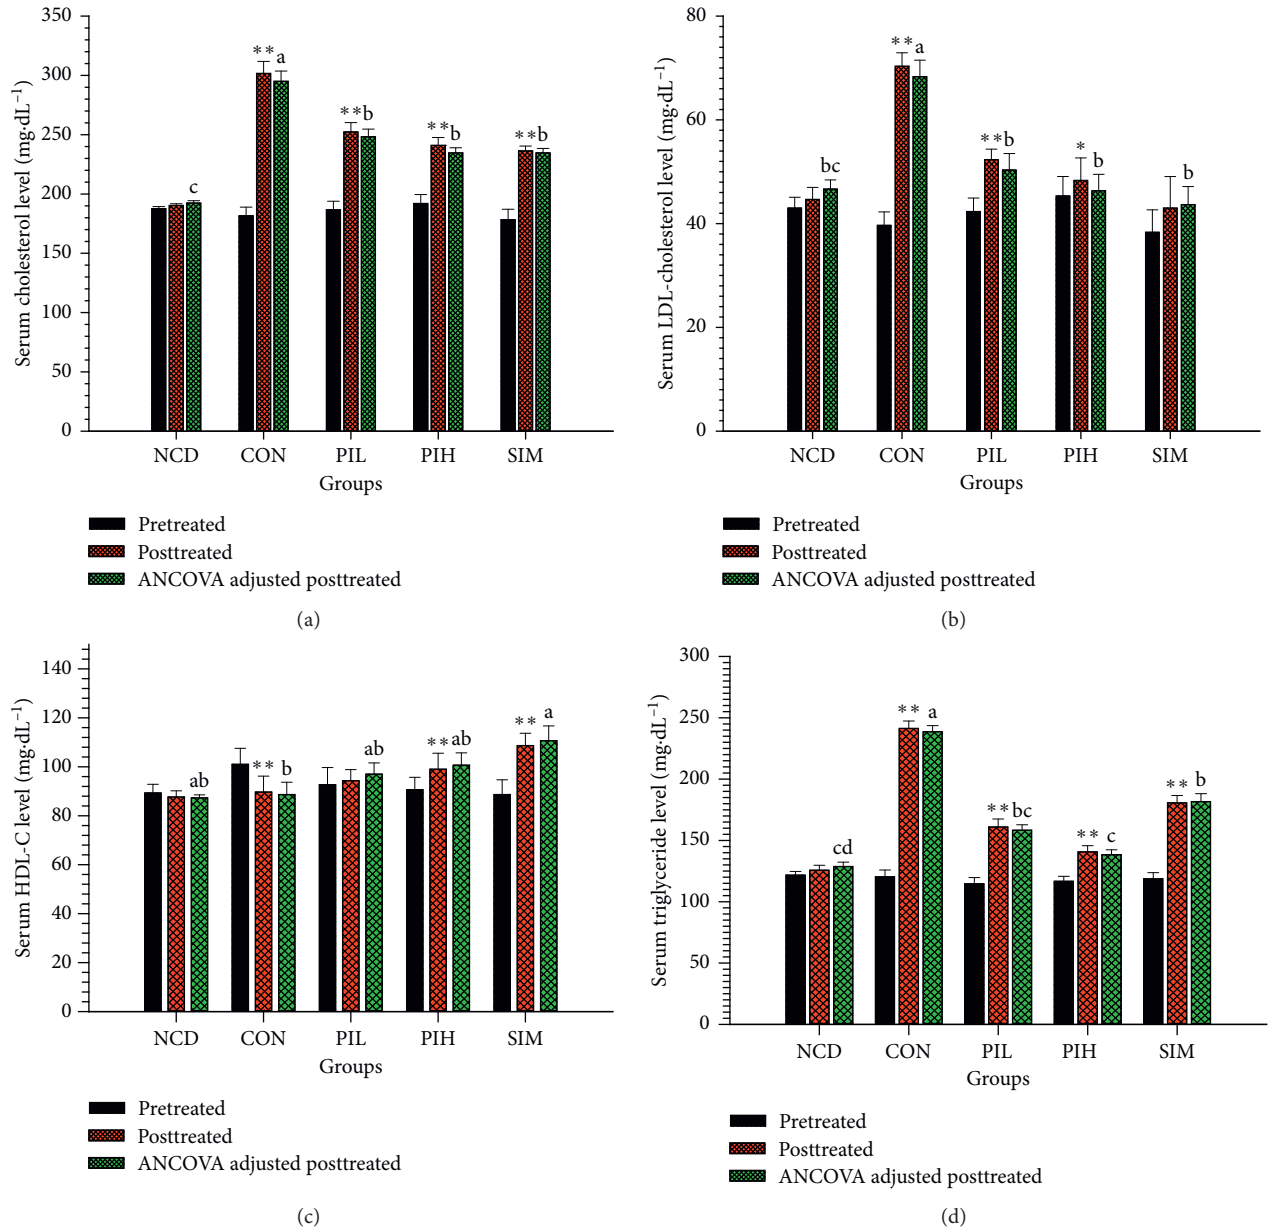 350
300
250
200
150
100
50
0
Serum cholesterol level (mg·dL⁻¹)
c
** a
** b
** b
** b
NCD CON PIL PIH SIM
Groups
Pretreated
Posttreated
ANCOVA adjusted posttreated
(a)
80
60
40
20
0
Serum LDL-cholesterol level (mg·dL⁻¹)
bc
** a
** b
* b
b
NCD CON PIL PIH SIM
Groups
Pretreated
Posttreated
ANCOVA adjusted posttreated
(b)
140
120
100
80
60
40
20
0
Serum HDL-C level (mg·dL⁻¹)
ab
** b
ab
** ab
** a
NCD CON PIL PIH SIM
Groups
Pretreated
Posttreated
ANCOVA adjusted posttreated
(c)
300
250
200
150
100
50
0
Serum triglyceride level (mg·dL⁻¹)
cd
** a
** bc
** c
** b
NCD CON PIL PIH SIM
Groups
Pretreated
Posttreated
ANCOVA adjusted posttreated
(d)